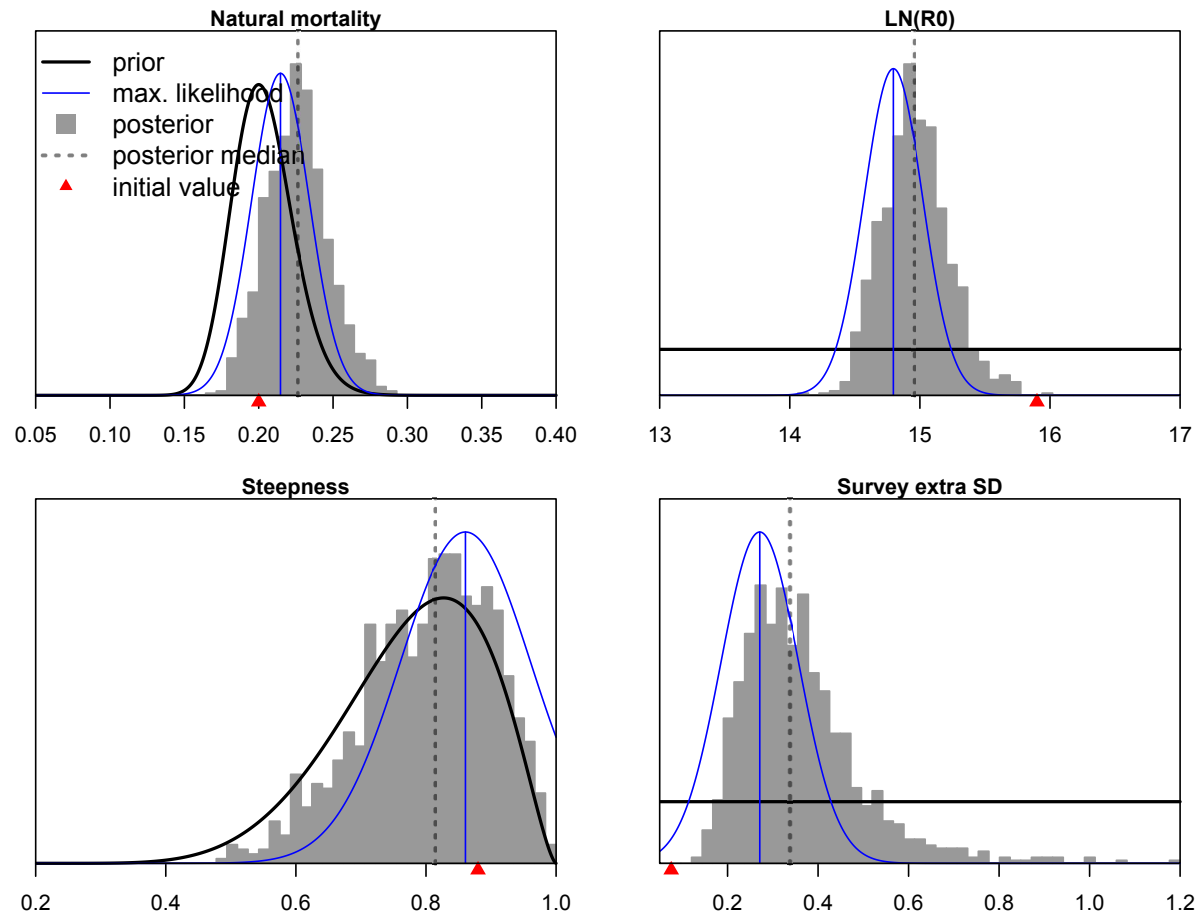 Natural mortality
prior
max. likelihood
posterior
posterior median
initial value
0.05 0.10 0.15 0.20 0.25 0.30 0.35 0.40
LN(R0)
13 14 15 16 17
Steepness
0.2 0.4 0.6 0.8 1.0
Survey extra SD
0.2 0.4 0.6 0.8 1.0 1.2